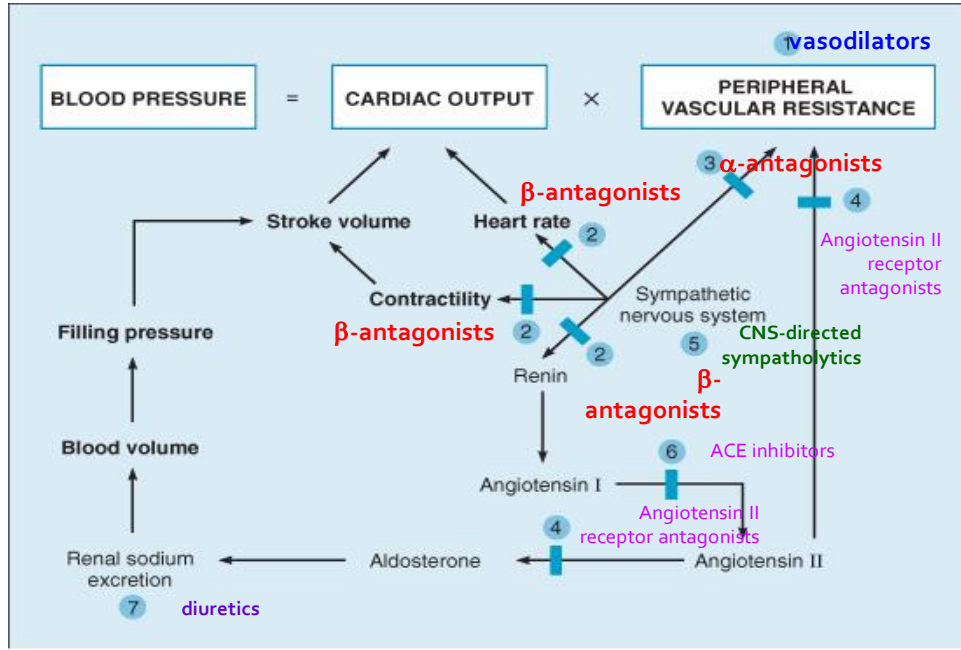 1 vasodilators
BLOOD PRESSURE
=
CARDIAC OUTPUT
×
PERIPHERAL
VASCULAR RESISTANCE
3 α-antagonists
β-antagonists
4
Stroke volume
Heart rate
2
Angiotensin II
receptor
antagonists
Contractility
Sympathetic
nervous system
Filling pressure
β-antagonists
2
2
5
CNS-directed
sympatholytics
Renin
β-
antagonists
Blood volume
6
ACE inhibitors
Angiotensin I
Angiotensin II
receptor antagonists
4
Renal sodium
excretion
Aldosterone
Angiotensin II
7
diuretics